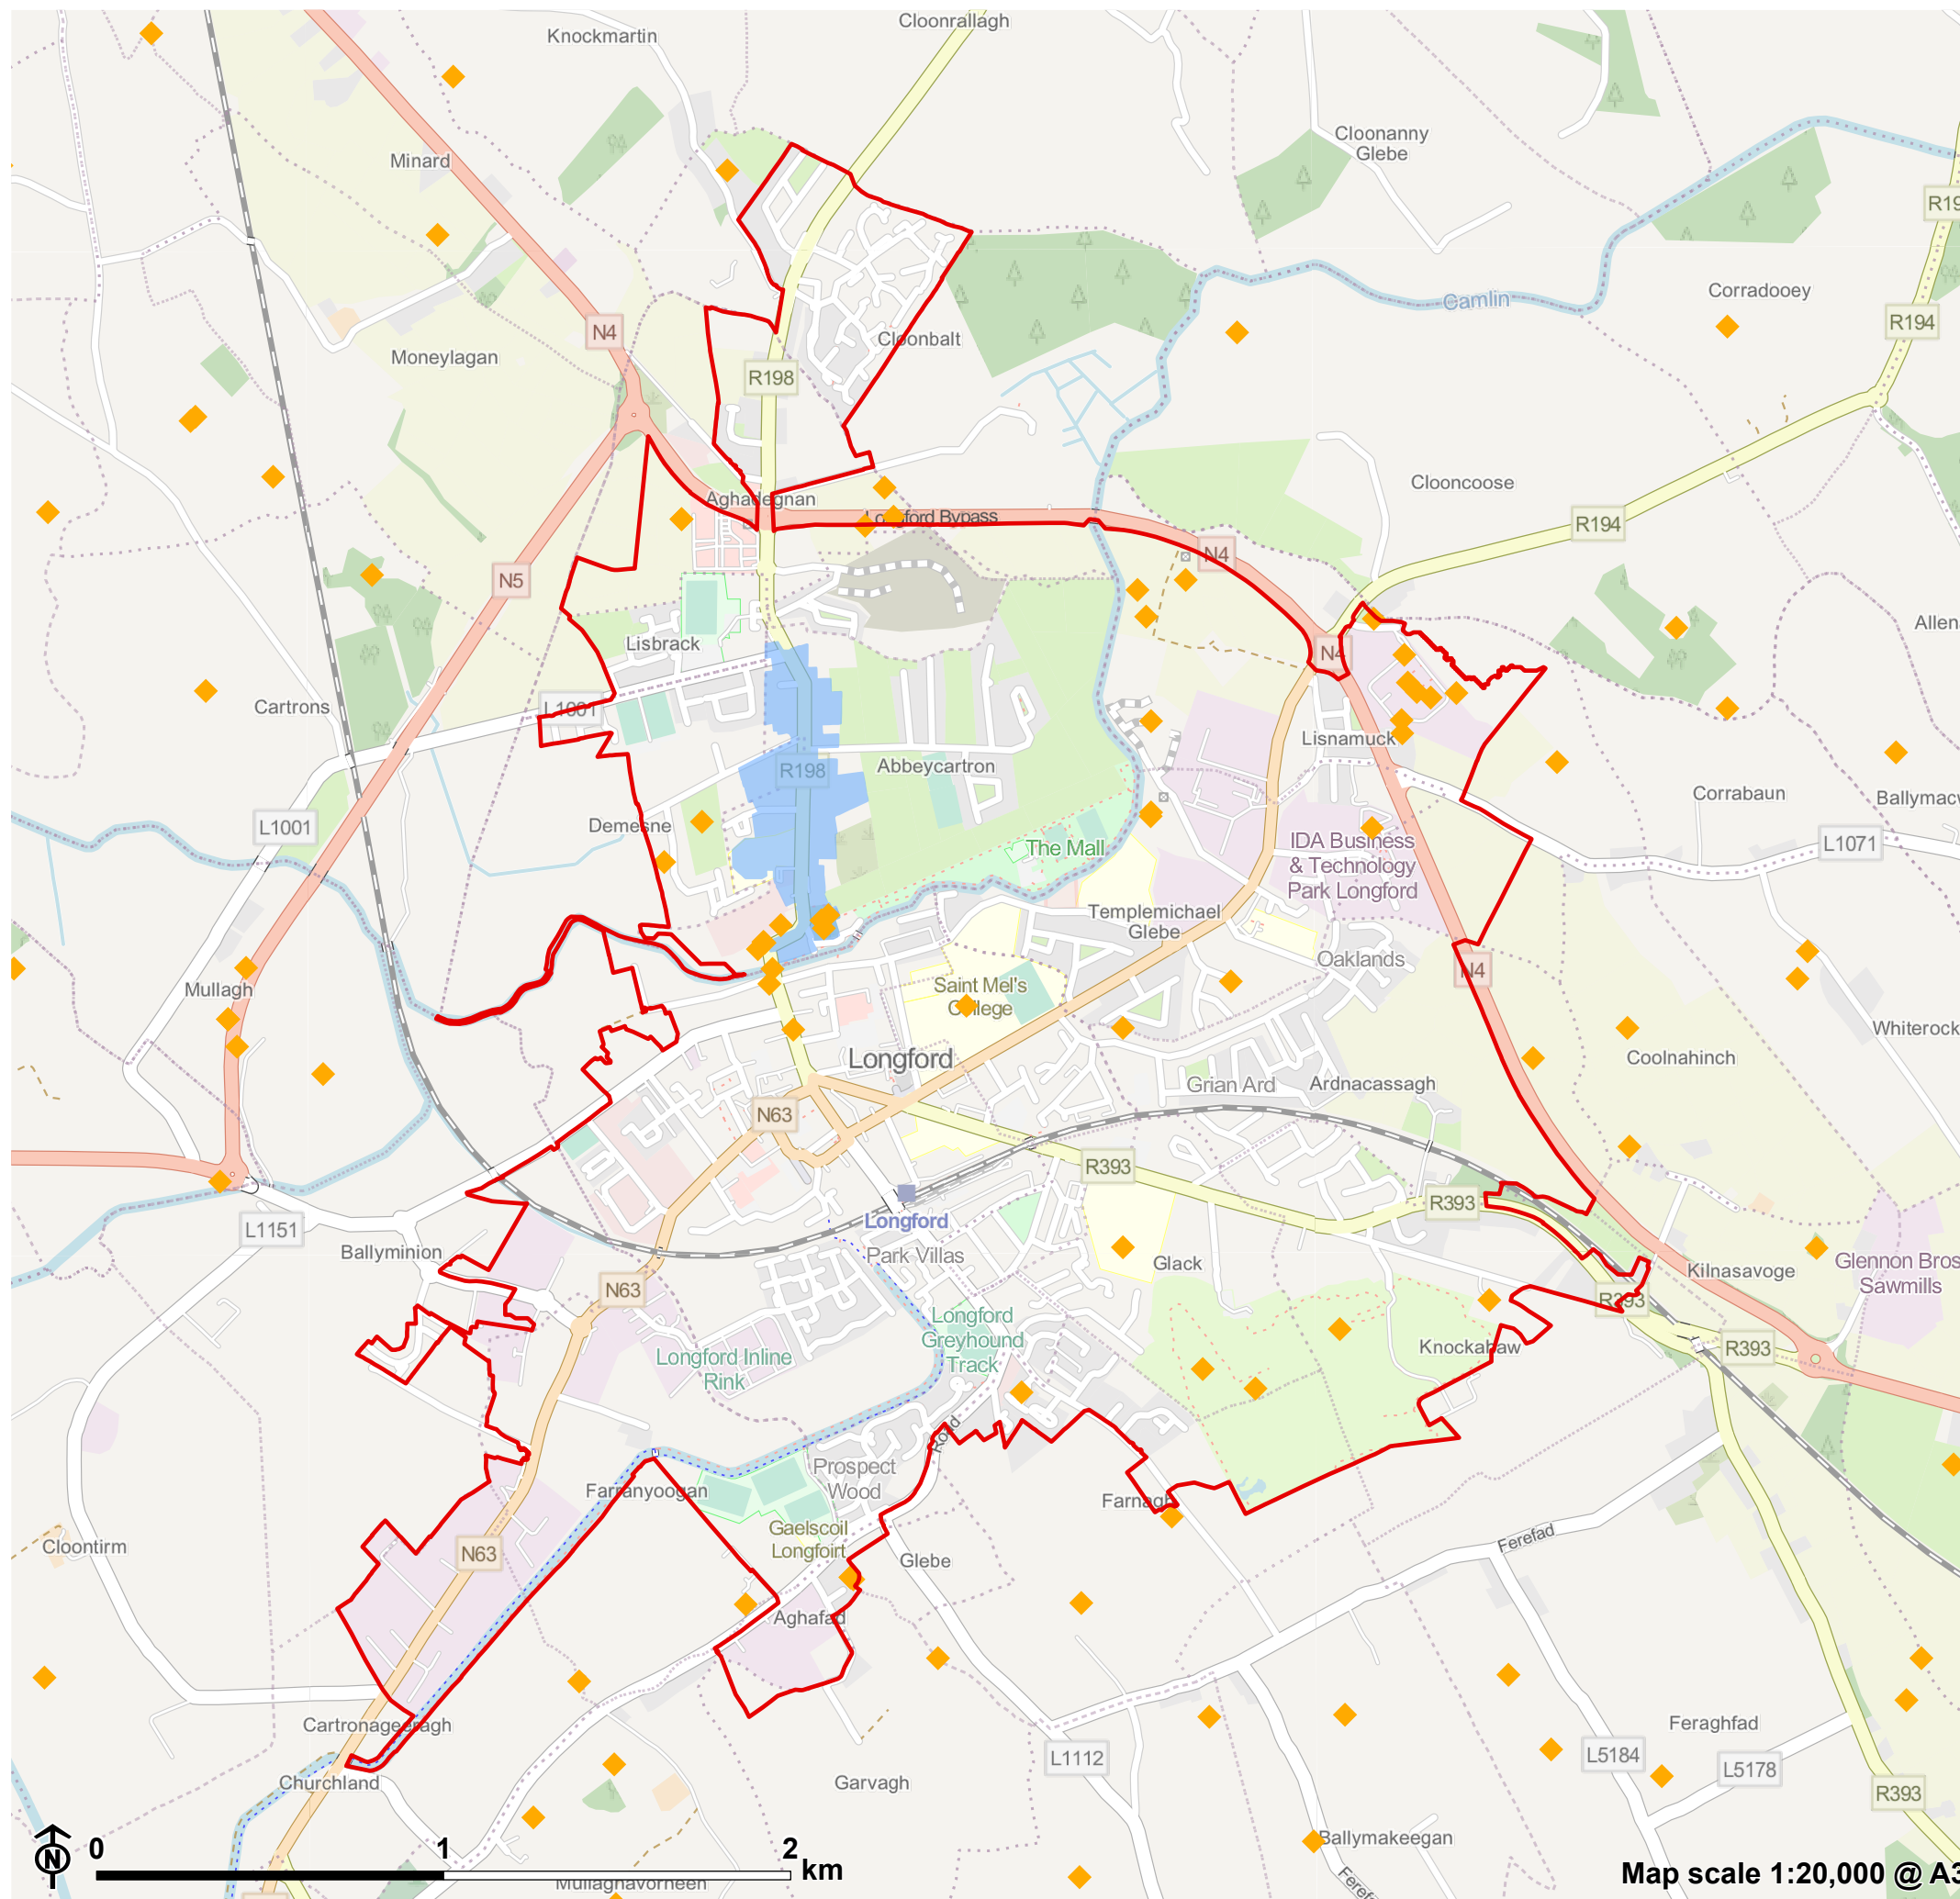 Cloonrallagh
Knockmartin
Cloonanny
Glebe
Minard
R19
Camlin
Corradooey
R194
N4
Moneylagan
Cloonbalt
R198
Clooncoose
Aghadegnan
Longford Bypass
R194
N4
N5
Allen
Lisbrack
N4
Cartrons
L1001
Lisnamuck
Abbeycartron
R198
Corrabaun
Ballymac
L1001
Demesne
The Mall
IDA Business
& Technology
Park Longford
L1071
Templemichael
Glebe
Oaklands
N4
Mullagh
Saint Mel's
College
Whiterock
Longford
Coolnahinch
Grian Ard
Ardnacassagh
N63
R393
R393
L1151
Longford
Ballyminion
Park Villas
Glack
Kilnasavoge
Glennon Bros
Sawmills
N63
R393
Longford
Greyhound
Track
Longford Inline
Rink
Knockahaw
R393
Road
Prospect
Wood
Farranyoogan
Farnagh
Gaelscoil
Longfoirt
Ferefad
Cloontirm
N63
Glebe
Aghafad
Cartronageeragh
Feraghfad
L1112
L5184
L5178
Churchland
Garvagh
R393
Ballymakeegan
N
0 1 2 km
Mullaghavorneen
Map scale 1:20,000 @ A3